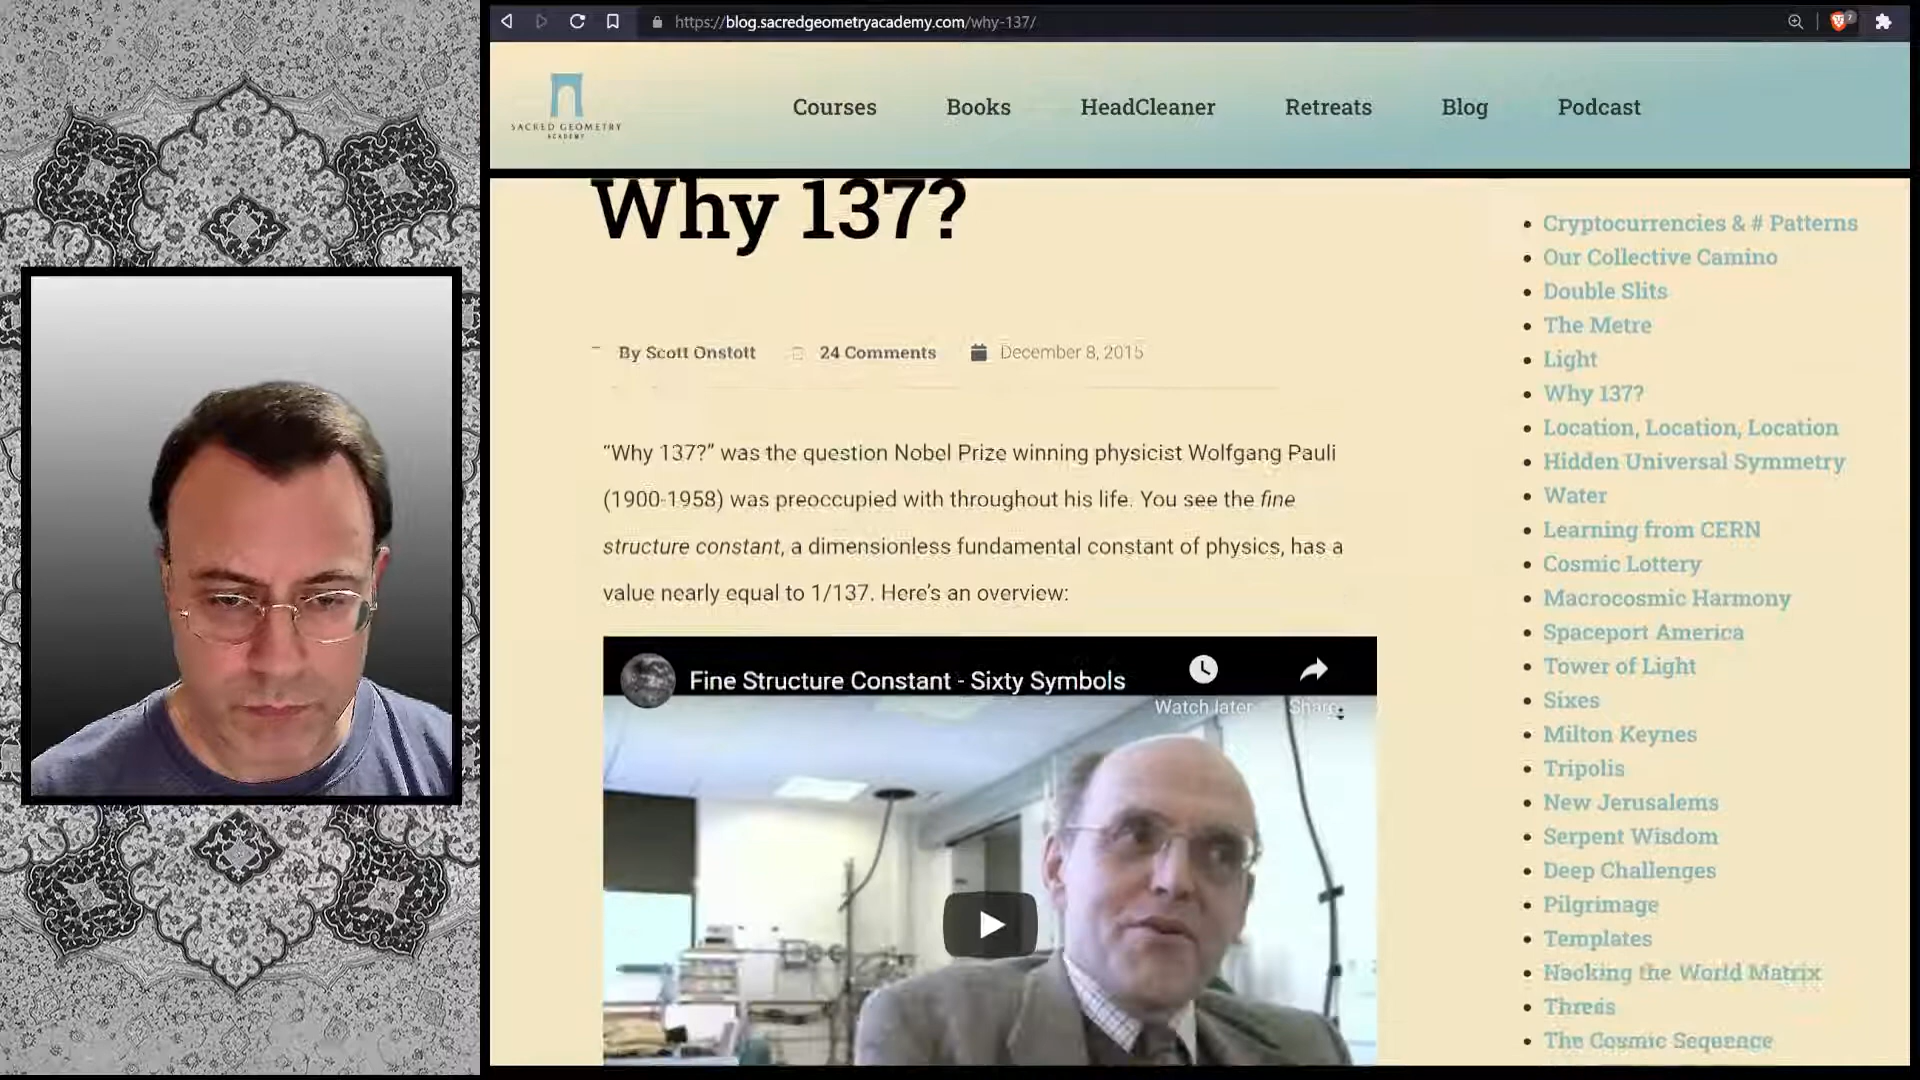 https://blog.sacredgeometryacademy.com/why-137/
7
SACRED GEOMETRY
ACADEMY
Courses
Books
HeadCleaner
Retreats
Blog
Podcast
Why 137?
By Scott Onstott
24 Comments
December 8, 2015
“Why 137?” was the question Nobel Prize winning physicist Wolfgang Pauli
(1900-1958) was preoccupied with throughout his life. You see the fine
structure constant, a dimensionless fundamental constant of physics, has a
value nearly equal to 1/137. Here’s an overview:
Fine Structure Constant - Sixty Symbols
Watch later
Share
Cryptocurrencies & # Patterns
Our Collective Camino
Double Slits
The Metre
Light
Why 137?
Location, Location, Location
Hidden Universal Symmetry
Water
Learning from CERN
Cosmic Lottery
Macrocosmic Harmony
Spaceport America
Tower of Light
Sixes
Milton Keynes
Tripolis
New Jerusalems
Serpent Wisdom
Deep Challenges
Pilgrimage
Templates
the World Matrix
The Cosmic Sequence